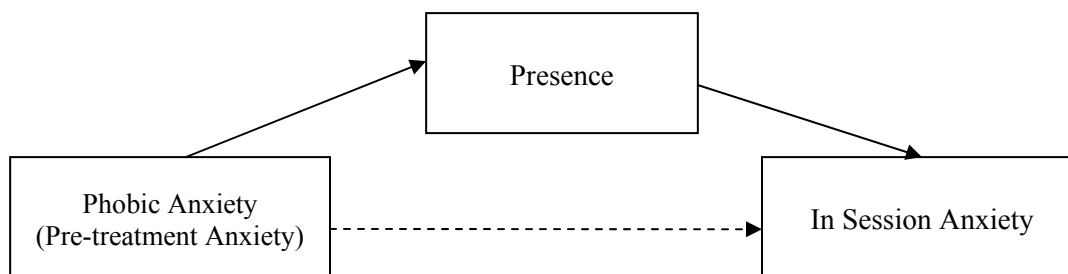 Presence
Phobic Anxiety
(Pre-treatment Anxiety)
In Session Anxiety